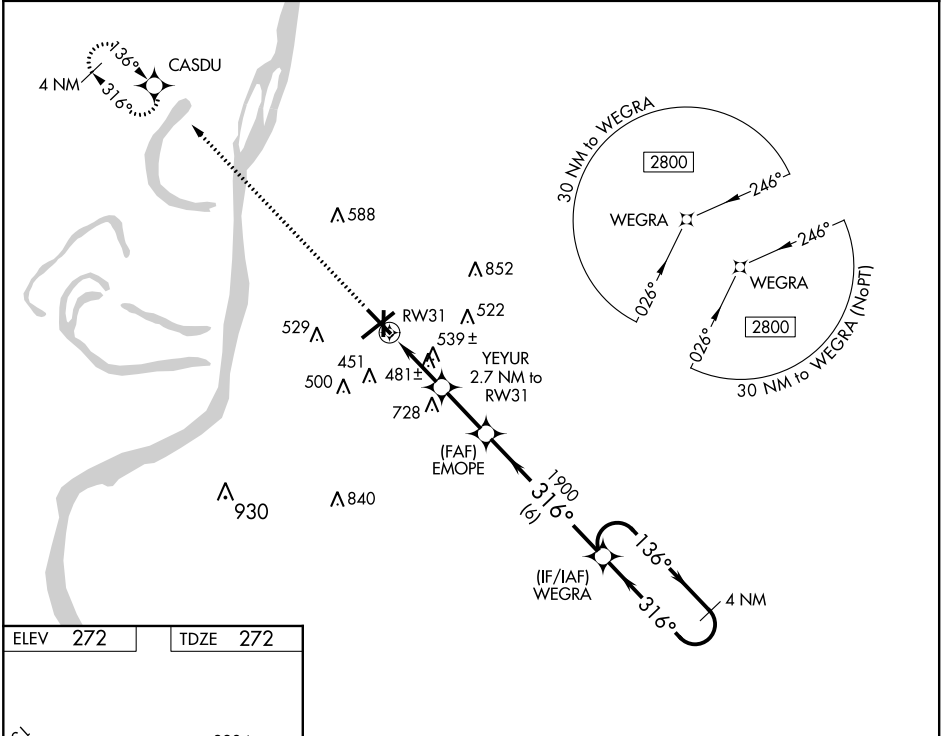 136°
CASDU
4 NM
316°
30 NM to WEGRA
2800
246°
WEGRA
026°
246°
WEGRA
026°
2800
30 NM to WEGRA (NoPT)
588
852
RW31
522
529
539±
451
481±
YEYUR
2.7 NM to
RW31
500
728
(FAF)
EMOPE
1900
316°
(6)
930
840
136°
(IF/IAF)
WEGRA
316°
4 NM
ELEV 272
TDZE 272